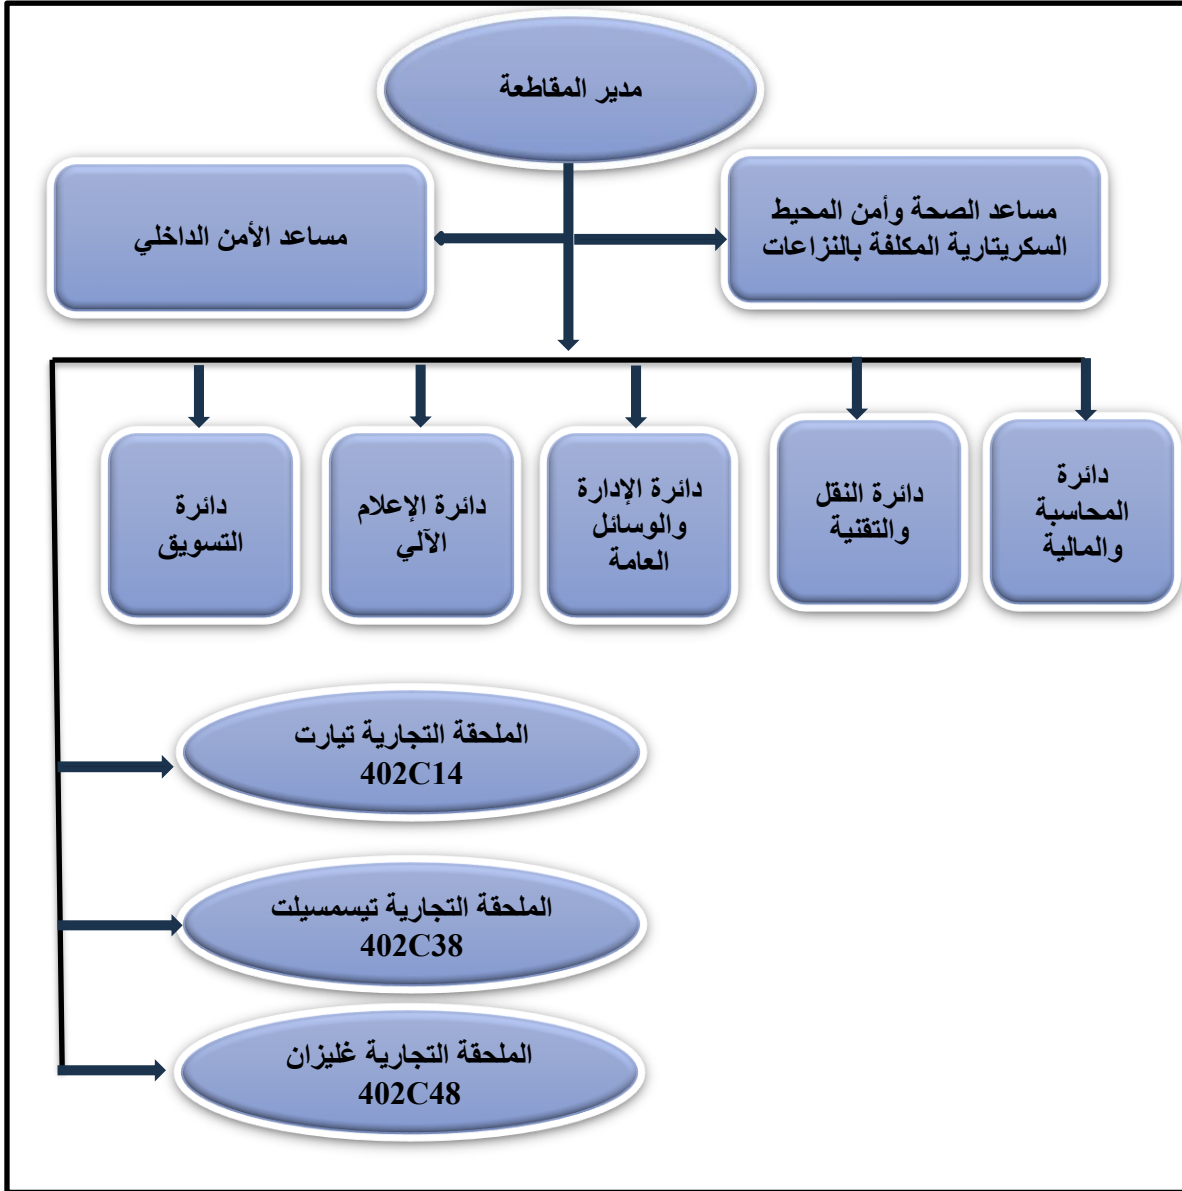 مدير المقاطعة
مساعد الصحة وأمن المحيط
السكريتارية المكلفة بالنزاعات
مساعد الأمن الداخلي
دائرة
المحاسبة
والمالية
دائرة النقل
والتقنية
دائرة الإدارة
والوسائل
العامة
دائرة الإعلام
الآلي
دائرة
التسويق
الملحقة التجارية تيارت
402C14
الملحقة التجارية تيسمسيلت
402C38
الملحقة التجارية غليزان
402C48